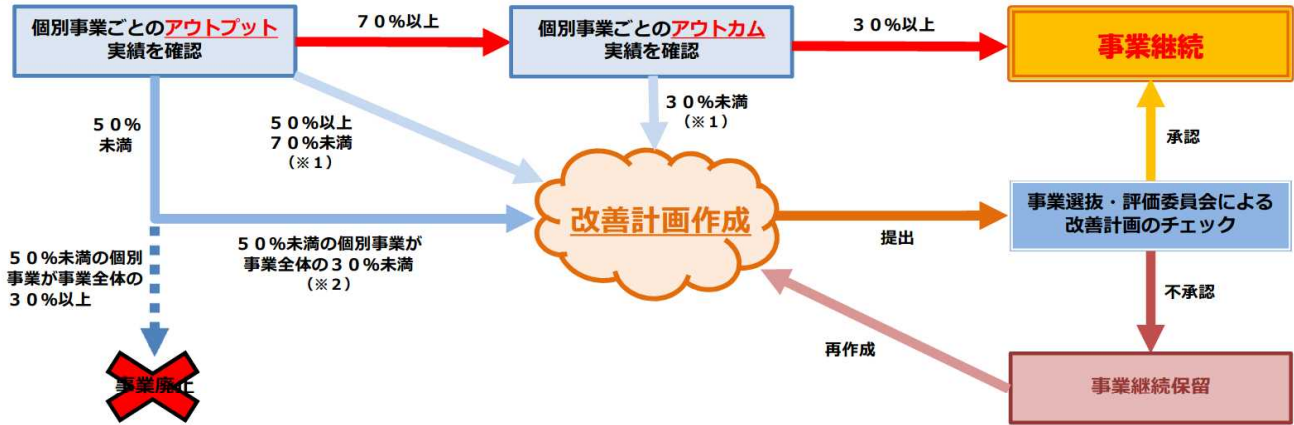 個別事業ごとのアウトプット
実績を確認
７０％以上
個別事業ごとのアウトカム
実績を確認
３０％以上
事業継続
５０％
未満
５０％以上
７０％未満
（※１）
３０％未満
（※１）
承認
改善計画作成
提出
事業選抜・評価委員会による
改善計画のチェック
５０％未満の個別事業が
事業全体の３０％未満
（※２）
５０％未満の個別
事業が事業全体の
３０％以上
不承認
再作成
事業廃止
事業継続保留